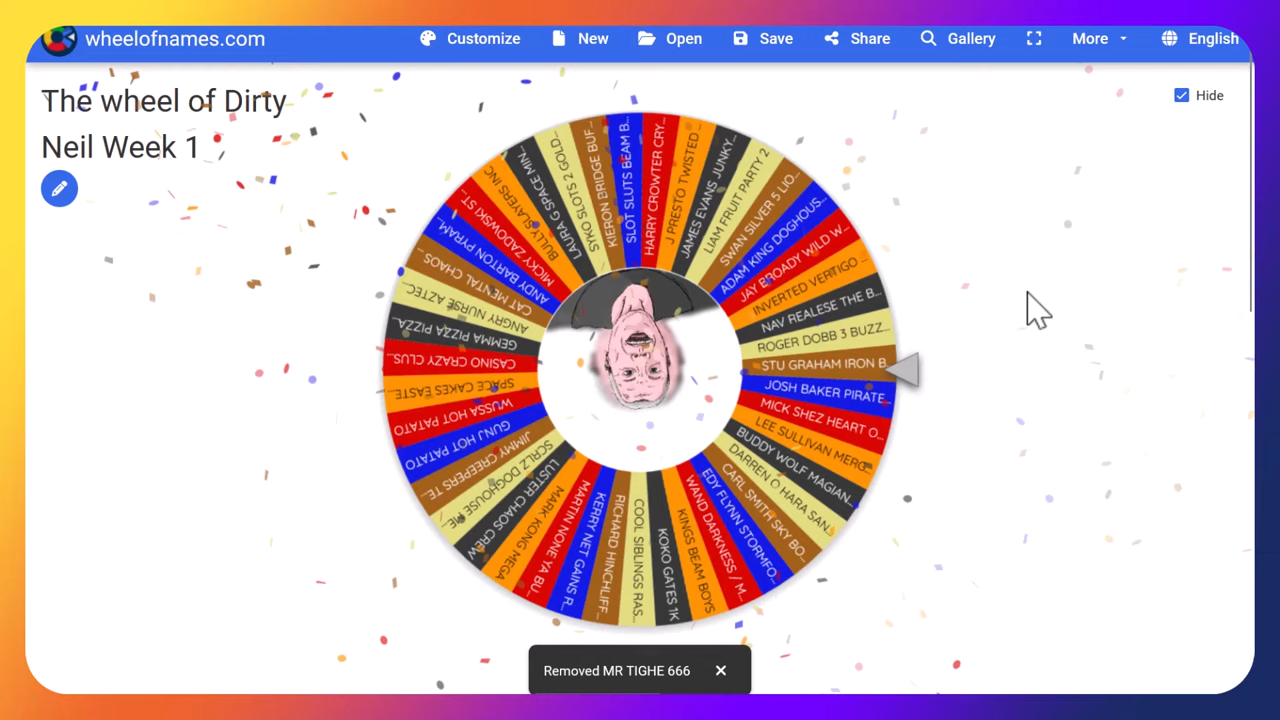 wheelofnames.com
Customize
New
Open
Save
Share
Gallery
More
English
The wheel of Dirty
Neil Week 1
Hide
SLOT SLUTS BEAM B...
HARRY CROWTER CRY...
J PRESTO TWISTED ...
JAMES EVANS JUNKY...
LIAM FRUIT PARTY 2
SWAN SILVER 5 LIO...
ADAM KING DOGHOUS...
JAY BROADY WILD W...
INVERTED VERTIGO ...
NAV REALESE THE B...
ROGER DOBB 3 BUZZ...
STU GRAHAM IRON B...
JOSH BAKER PIRATE...
MICK SHEZ HEART O...
LEE SULLIVAN MERC...
BUDDY WOLF MAGIAN...
DARREN O HARA SAN...
CARL SMITH SKY BO...
EDY FLYNN STORMFO...
WAND DARKNESS / M...
KINGS BEAM BOYS
KOKO GATES 1K
COOL SIBLINGS RAS...
RICHARD HINCHLIFF...
KERRY NET GAINS R...
MARTIN NONE YA BU...
MARK KONG MEGA
LUSTER CHAOS CREW
SCRLZ DOGHOUSE ME...
JIMMY CREEPERS TE...
GUNJ HOT PATATO
WUSSA HOT PATATO
SPACE CAKES EASTE...
CASINO CRAZY CLUS...
GEMMA PIZZA PIZZA...
ANGRY NURSE AZTEC...
CAT MENTAL CHAOS...
ANDY BARTON PYRAM...
MICKY ZADOWSKI ST...
BULLY SLAYERS INC
LAURA G SPACE MIN...
SYKO SLOTS 2 GOLD ...
KIERON BRIDGE BUF...
Removed MR TIGHE 666